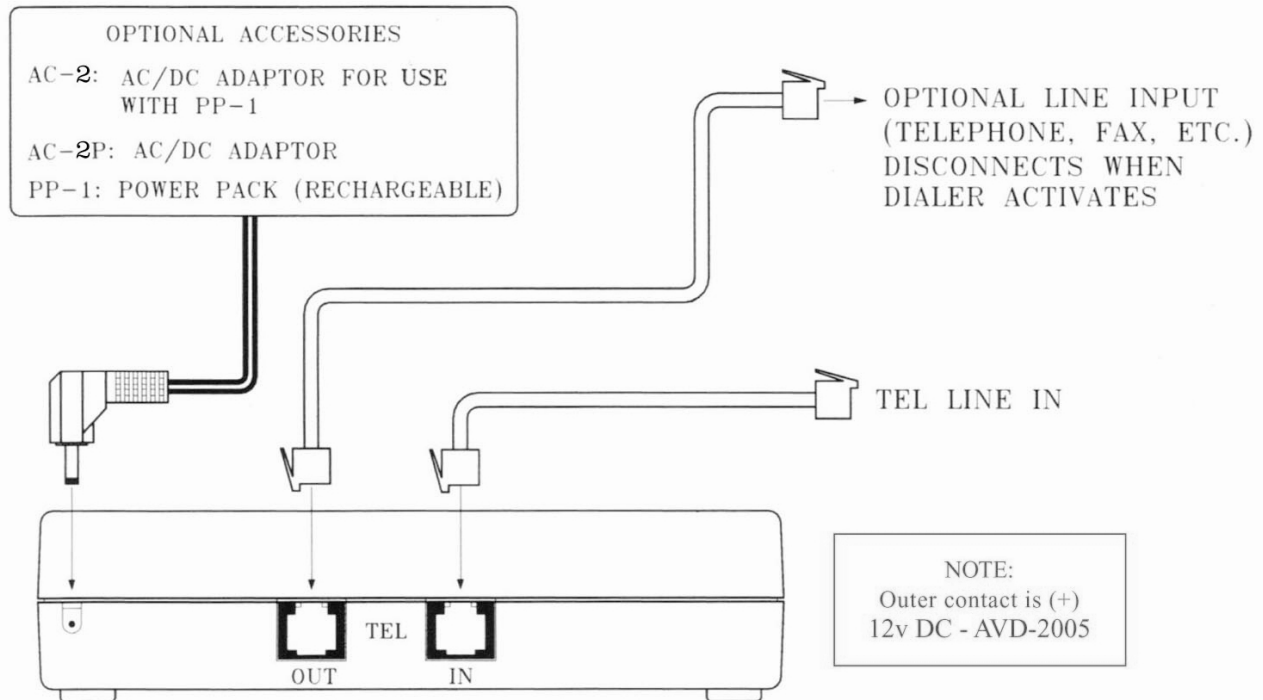 OPTIONAL ACCESSORIES
AC-2: AC/DC ADAPTOR FOR USE
WITH PP-1
AC-2P: AC/DC ADAPTOR
PP-1: POWER PACK (RECHARGEABLE)
OPTIONAL LINE INPUT
(TELEPHONE, FAX, ETC.)
DISCONNECTS WHEN
DIALER ACTIVATES
TEL LINE IN
TEL
OUT
IN
NOTE:
Outer contact is (+)
12v DC - AVD-2005